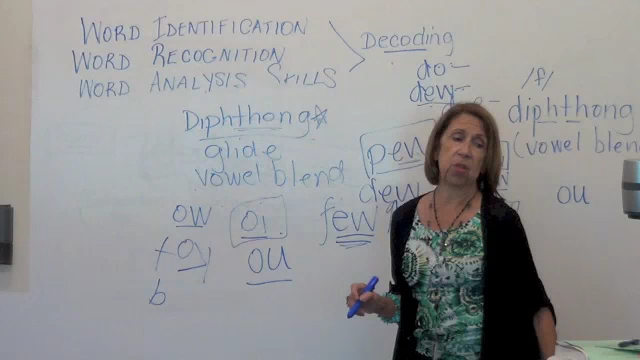 WORD IDENTIFICATION
WORD RECOGNITION
WORD ANALYSIS SKILLS
Decoding
do-
dew-
/f/
diphthong
(vowel blend
Diphthong
glide
vowel blend
pew
dew
few
ow
oi
oy
ou
b
ou